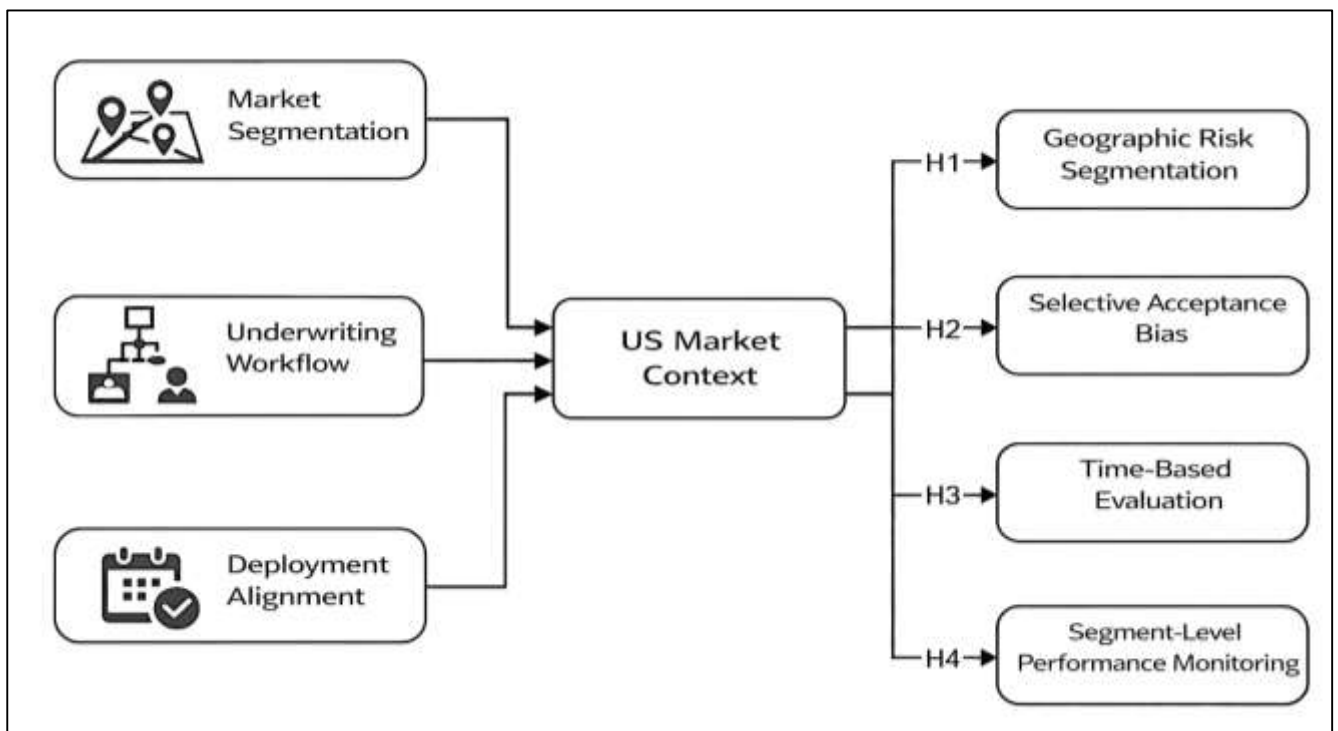 Market
Segmentation
Underwriting
Workflow
Deployment
Alignment
US Market
Context
H1
Geographic Risk
Segmentation
H2
Selective Acceptance
Bias
H3
Time-Based
Evaluation
H4
Segment-Level
Performance Monitoring